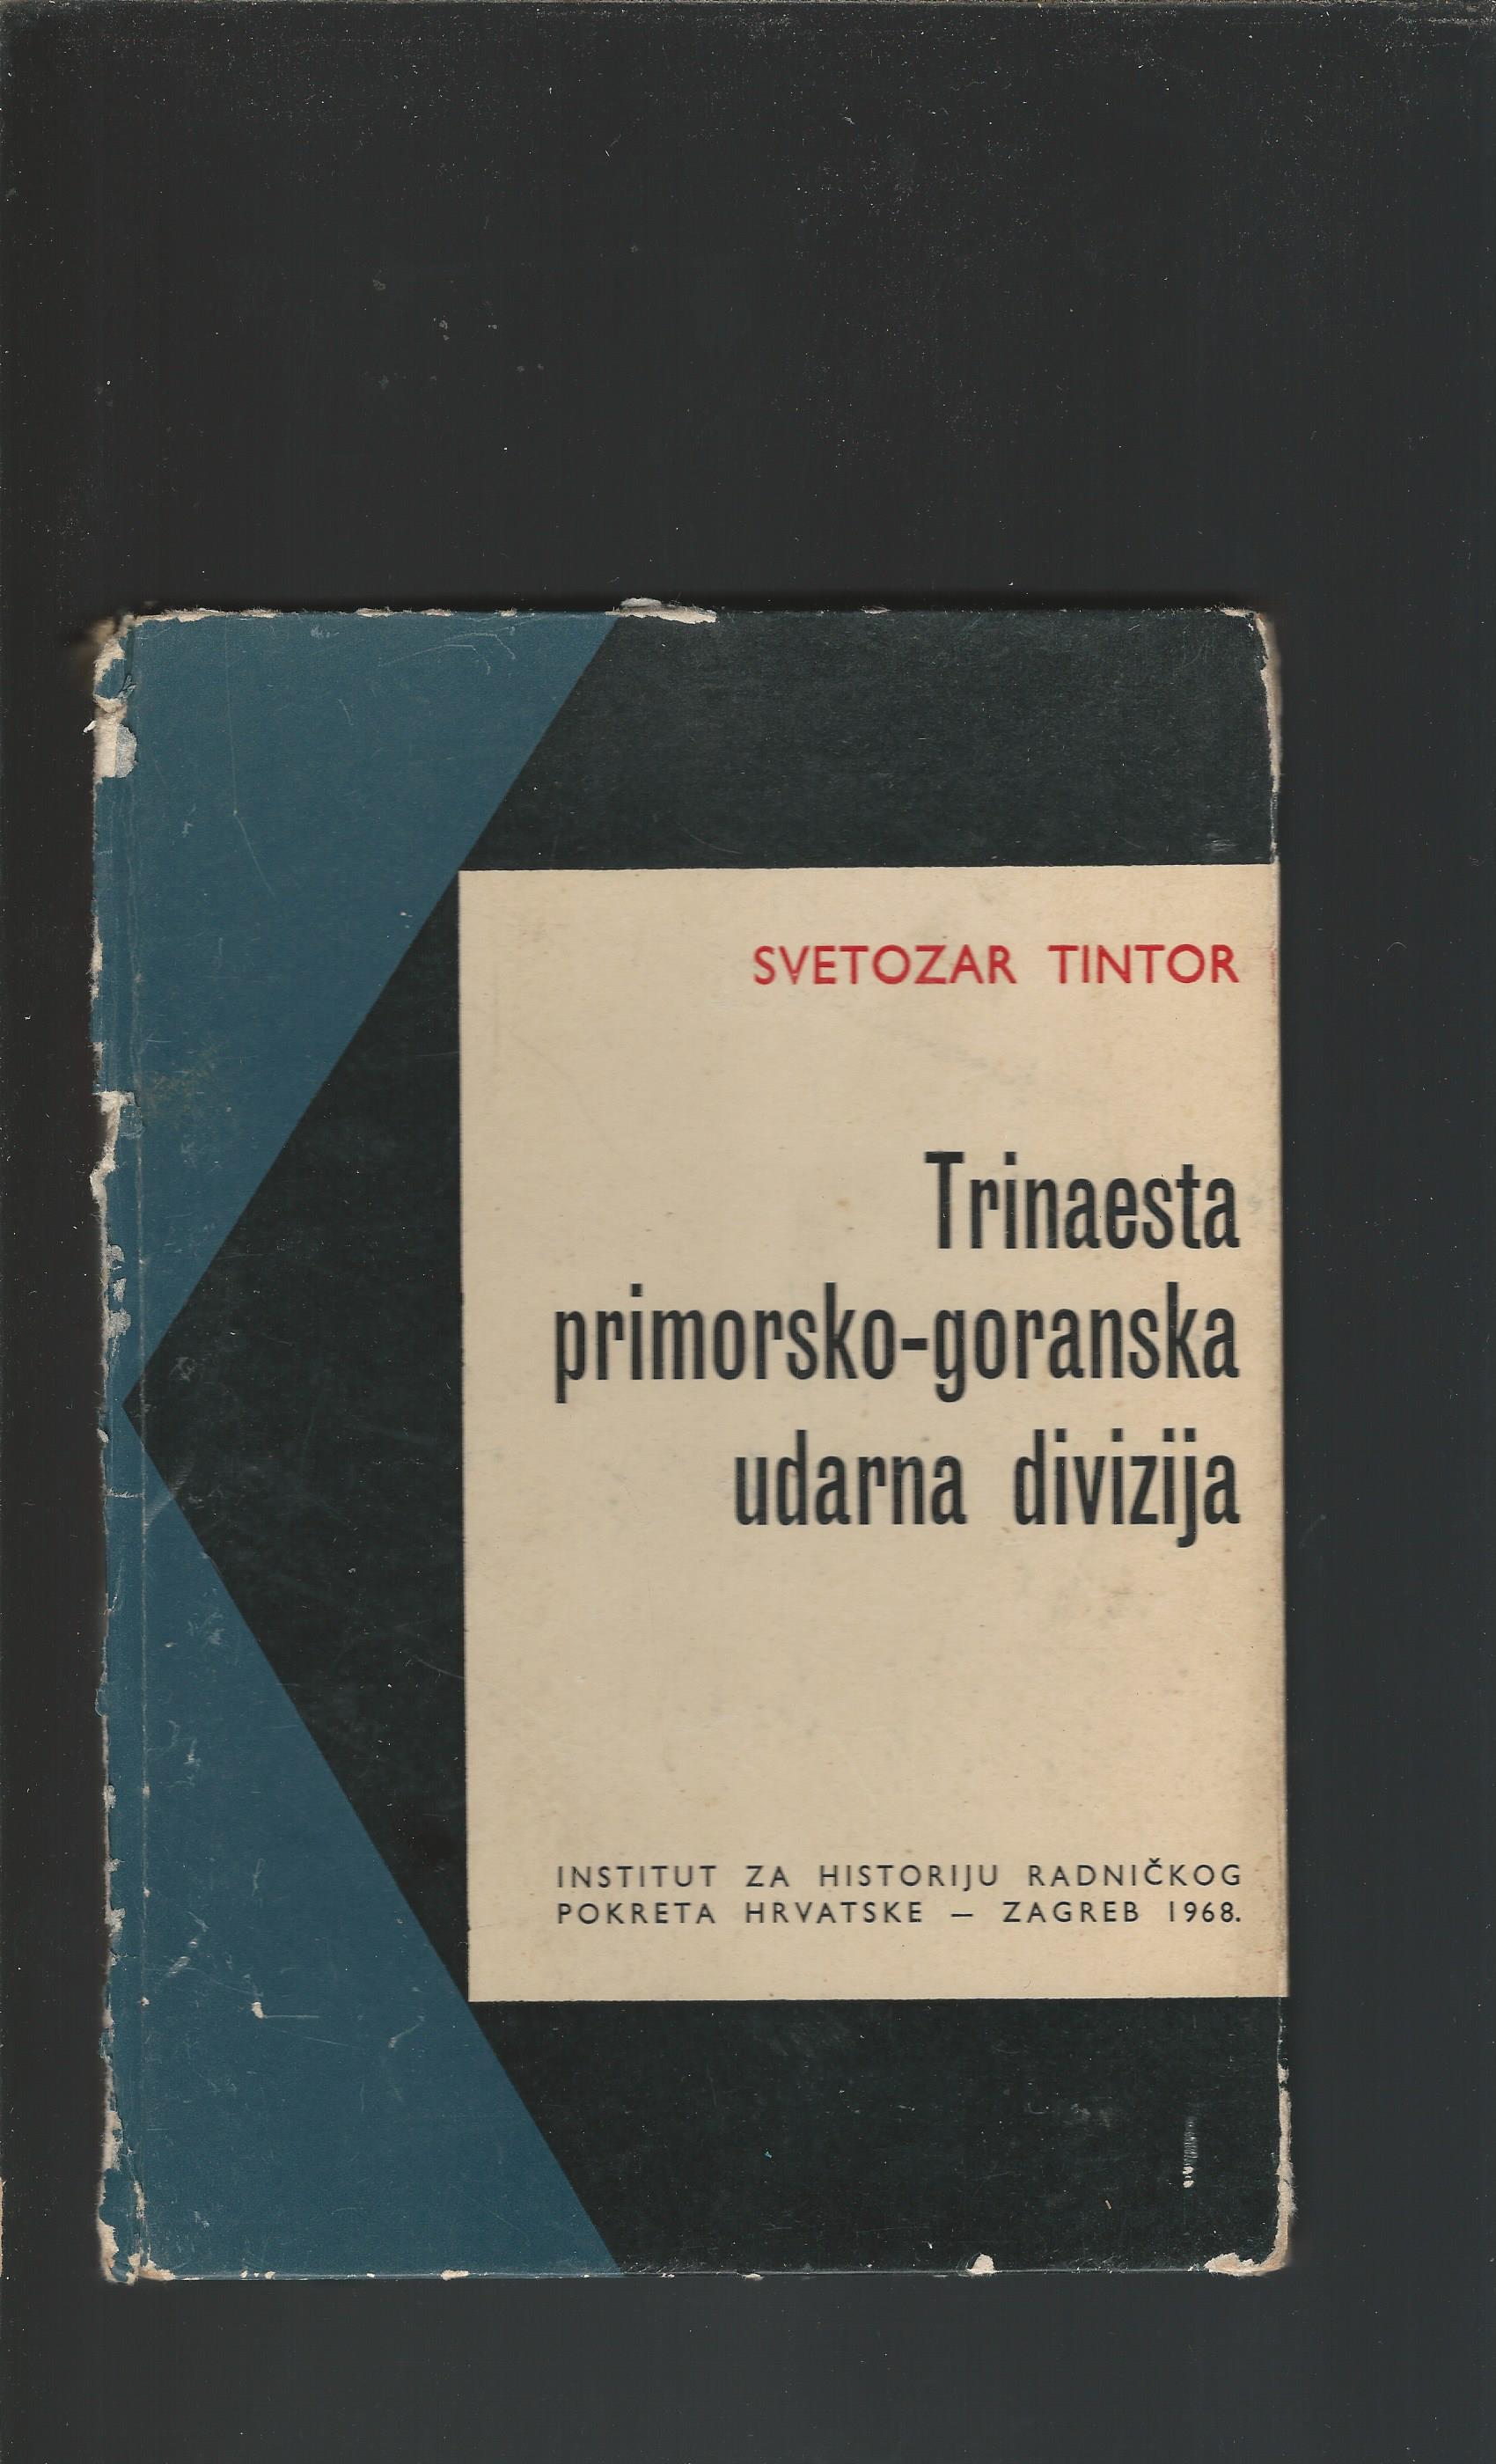 SVETOZAR TINTOR
Trinaesta
primorsko-goranska
udarna divizija
INSTITUT ZA HISTORIJU RADNIČKOG
POKRETA HRVATSKE – ZAGREB 1968.